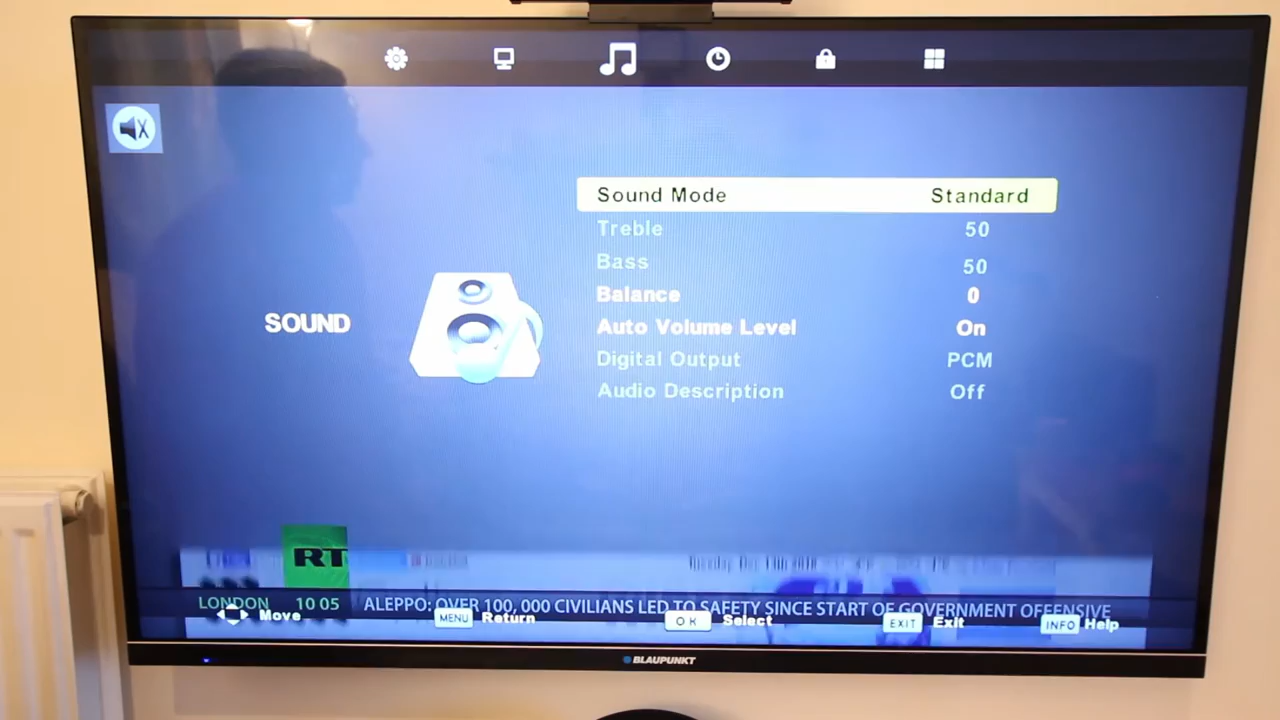 Sound Mode Standard
Treble 50
Bass 50
Balance 0
SOUND
Auto Volume Level On
Digital Output PCM
Audio Description Off
RT
LONDON 10 05 ALEPPO: OVER 100, 000 CIVILIANS LED TO SAFETY SINCE START OF GOVERNMENT OFFENSIVE
Move MENU Return OK Select EXIT Exit INFO Help
BLAUPUNKT